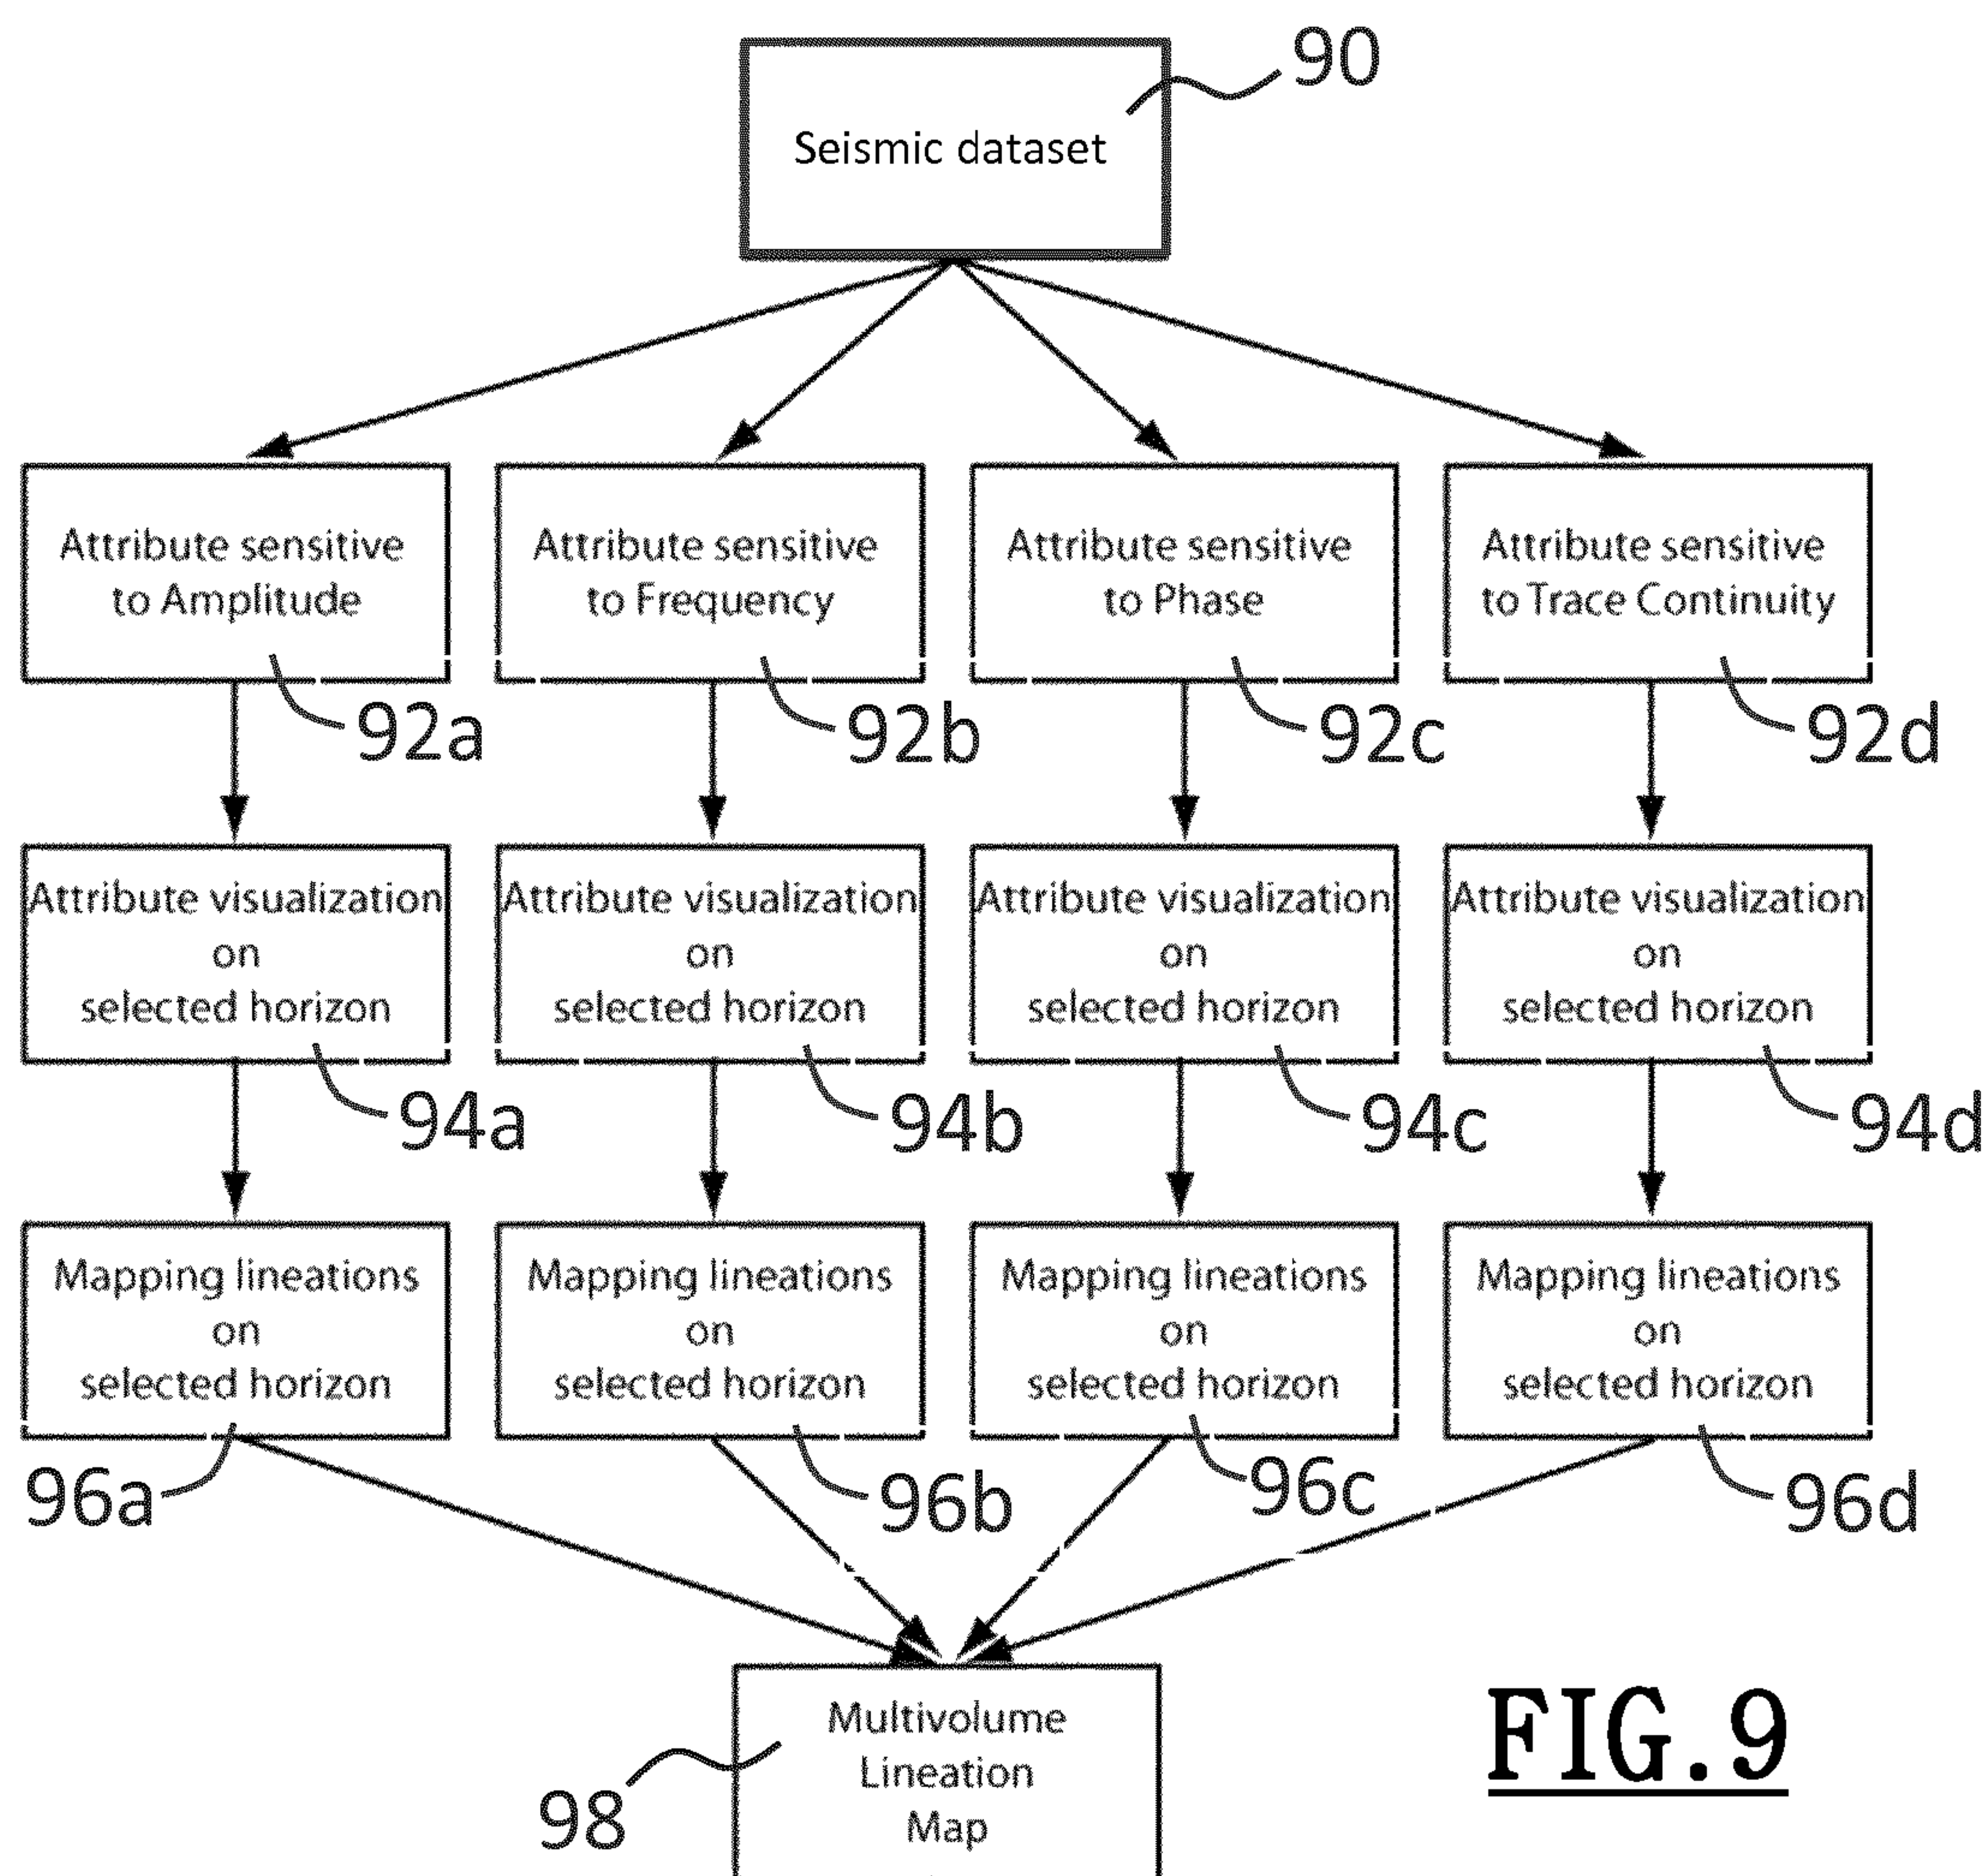 90
Seismic dataset
Attribute sensitive
to Amplitude
92a
Attribute sensitive
to Frequency
92b
Attribute sensitive
to Phase
92c
Attribute sensitive
to Trace Continuity
92d
Attribute visualization
on
selected horizon
94a
Attribute visualization
on
selected horizon
94b
Attribute visualization
on
selected horizon
94c
Attribute visualization
on
selected horizon
94d
Mapping lineations
on
selected horizon
96a
Mapping lineations
on
selected horizon
96b
Mapping lineations
on
selected horizon
96c
Mapping lineations
on
selected horizon
96d
Multivolume
Lineation
Map
98
FIG.9